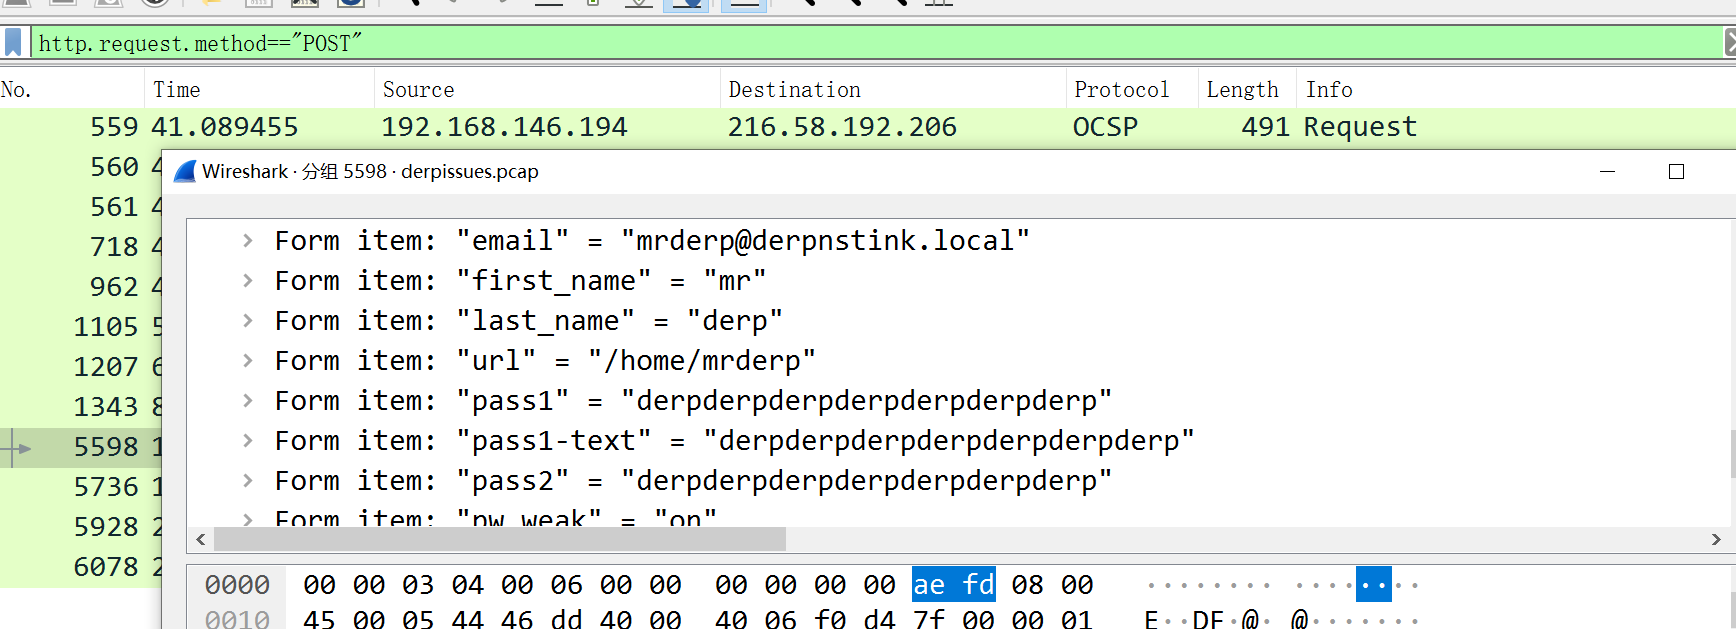 http.request.method=="POST"
No. Time Source Destination Protocol Length Info
559 41.089455 192.168.146.194 216.58.192.206 OCSP 491 Request
560 4
Wireshark · 分组 5598 · derpissues.pcap
561 4
718 4
962 4
1105 5
1207 6
1343 8
5598 1
5736 1
5928 2
6078 2
Form item: "email" = "mrderp@derpnstink.local"
Form item: "first_name" = "mr"
Form item: "last_name" = "derp"
Form item: "url" = "/home/mrderp"
Form item: "pass1" = "derpderpderpderpderpderpderp"
Form item: "pass1-text" = "derpderpderpderpderpderpderp"
Form item: "pass2" = "derpderpderpderpderpderpderp"
Form item: "pw_weak" = "on"
0000 00 00 03 04 00 06 00 00 00 00 00 00 ae fd 08 00 ········ ········
0010 45 00 05 44 46 dd 40 00 40 06 f0 d4 7f 00 00 01 E··DF·@· @·······